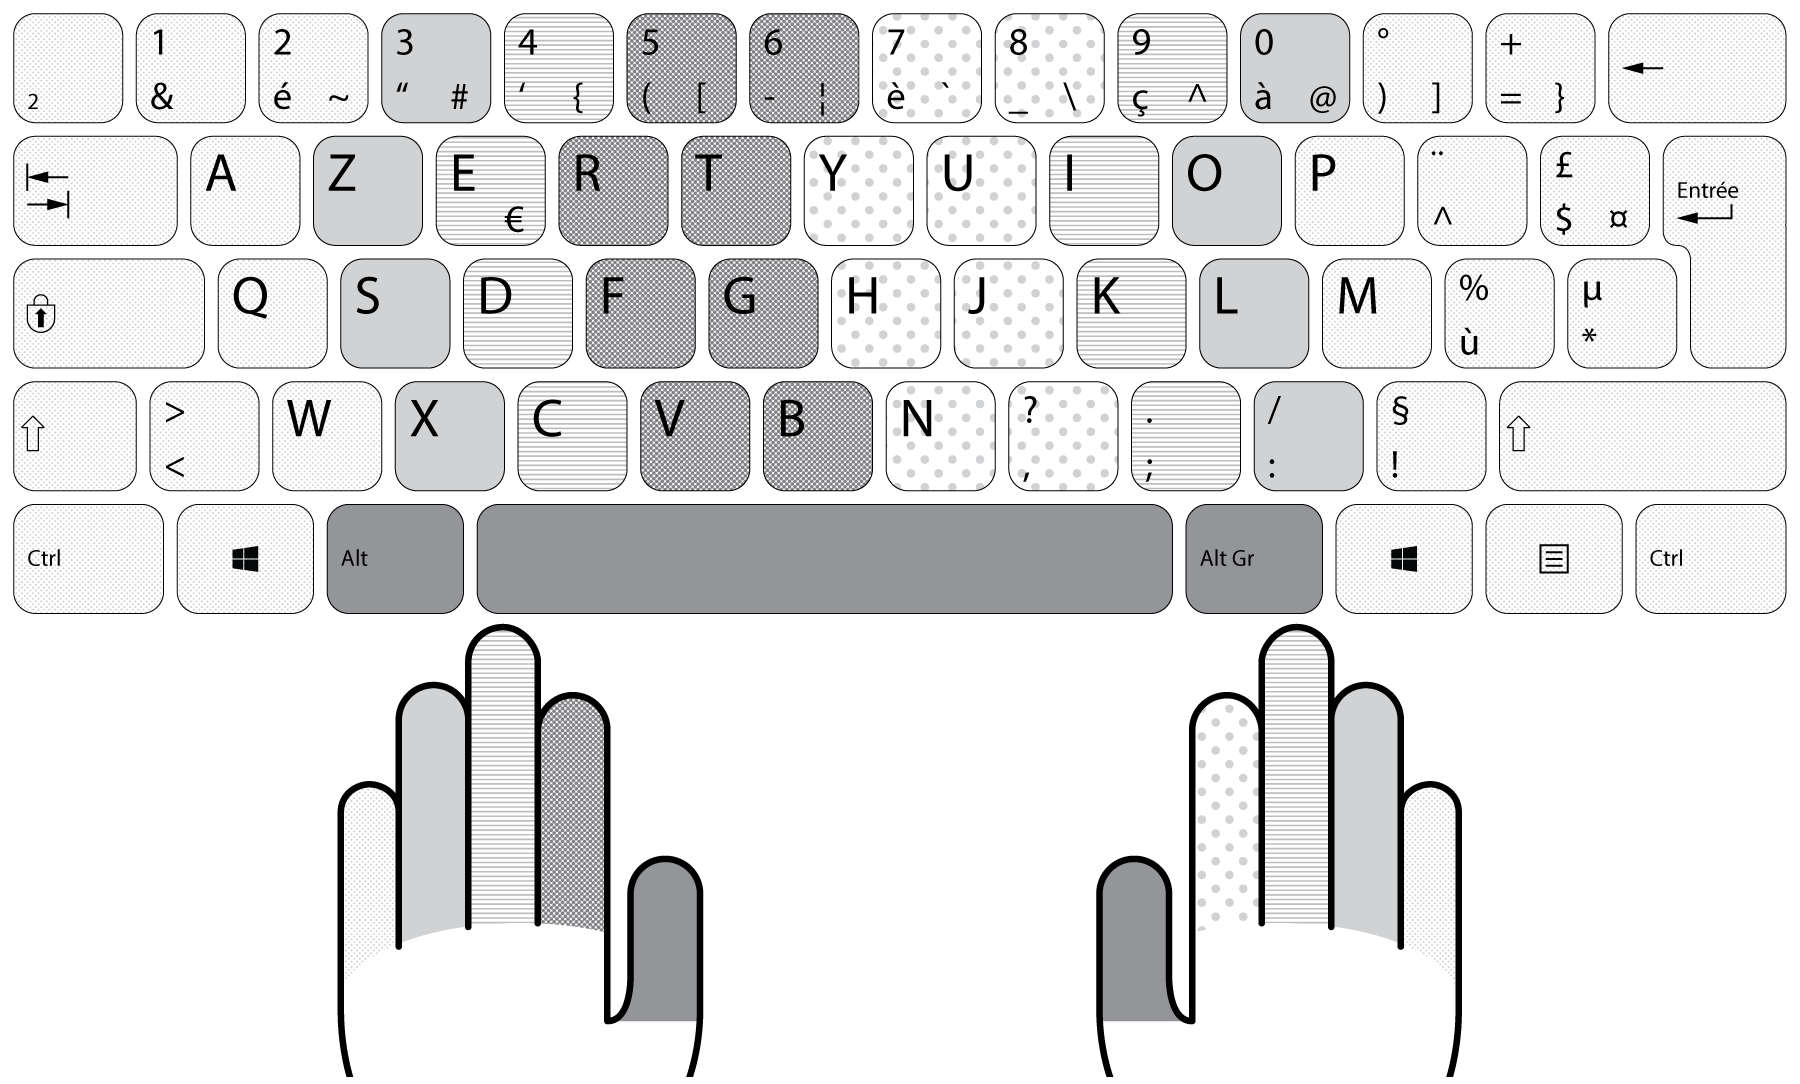 1 2 3 4 5 6 7 8 9 0 ° +
2 & é ~ “ # ‘ { ( [ - ¦ è ` _ \ ç ^ à @ ) ] = }
A Z E R T Y U I O P ¨ £ Entrée
€ ^ $ ¤
Q S D F G H J K L M % µ
ù *
> W X C V B N ? . / §
< , ; : !
Ctrl Alt Alt Gr Ctrl